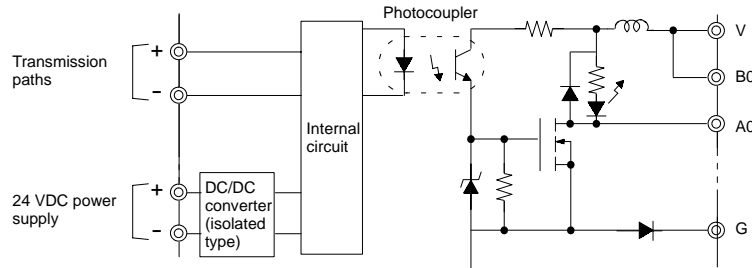 Photocoupler
Transmission
paths
+
-
Internal
circuit
24 VDC power
supply
+
-
DC/DC
converter
(isolated
type)
V
B0
A0
G